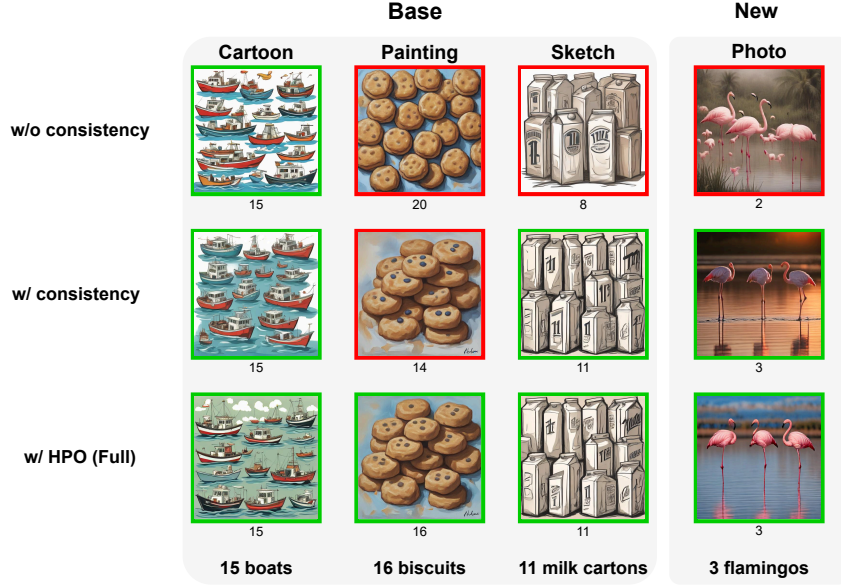 Base New
Cartoon Painting Sketch Photo
w/o consistency
15 20 8 2
w/ consistency
15 14 11 3
w/ HPO (Full)
15 16 11 3
15 boats 16 biscuits 11 milk cartons 3 flamingos